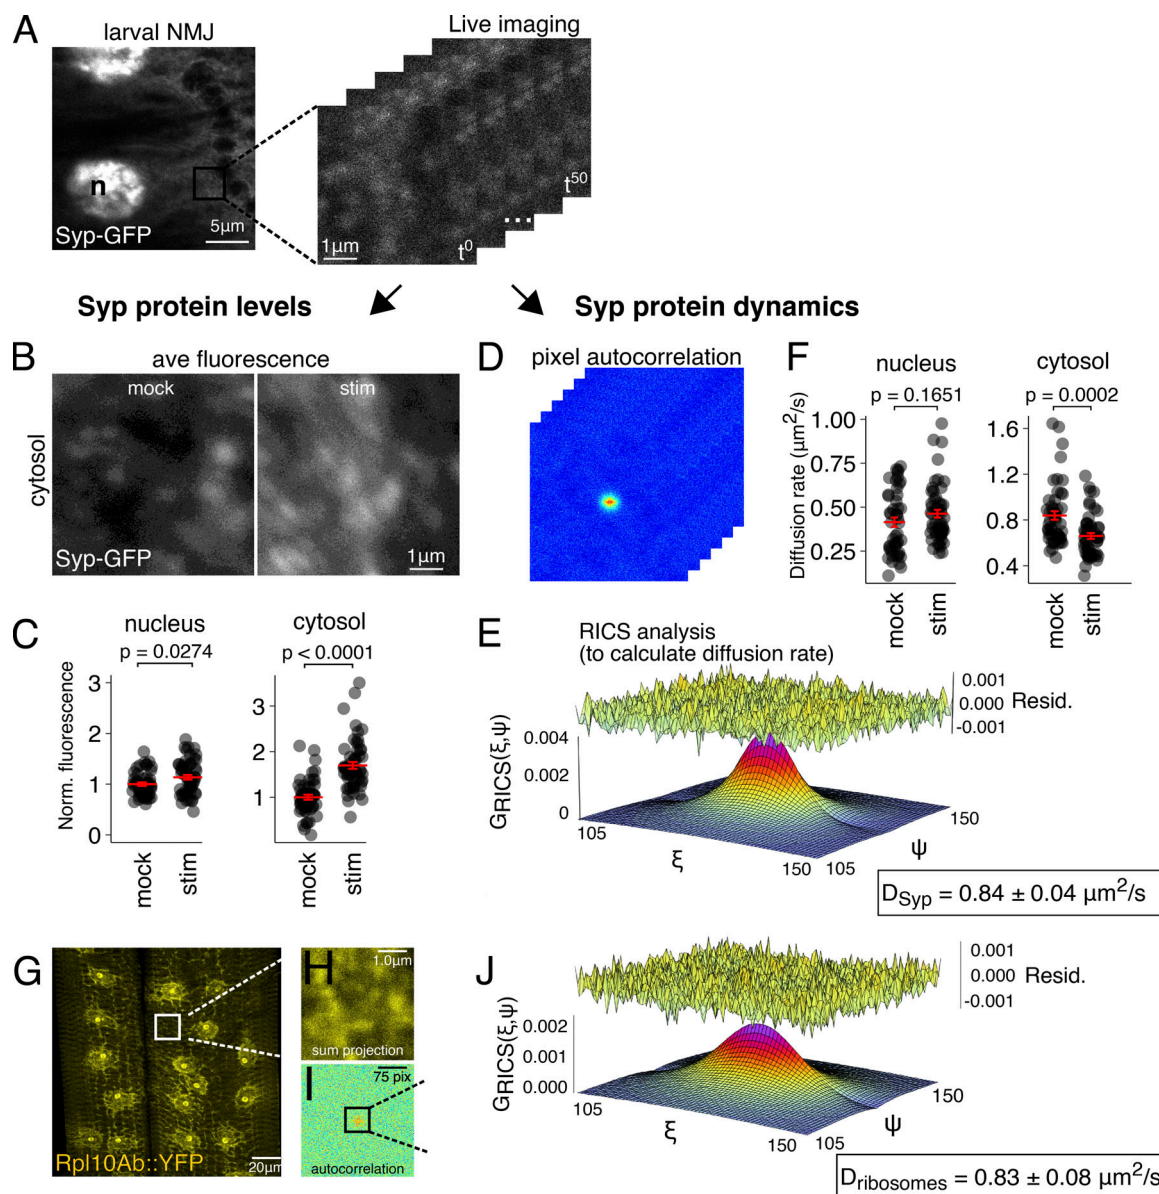 A
larval NMJ
n
Syp-GFP
5µm
Live imaging
1µm
t0
...
t50
Syp protein levels
Syp protein dynamics
B
ave fluorescence
mock
stim
cytosol
Syp-GFP
1µm
C
nucleus
p = 0.0274
cytosol
p < 0.0001
Norm. fluorescence
3
2
1
0
mock
stim
3
2
1
0
mock
stim
D
pixel autocorrelation
F
nucleus
p = 0.1651
cytosol
p = 0.0002
Diffusion rate (µm²/s)
1.00
0.75
0.50
0.25
mock
stim
1.6
1.2
0.8
0.4
mock
stim
E
RICS analysis
(to calculate diffusion rate)
0.001
0.000
-0.001
Resid.
GRICS(ξ,ψ)
0.004
0.002
0
105
ξ
150
105
ψ
150
DSyp = 0.84 ± 0.04 µm²/s
G
Rpl10Ab::YFP
20µm
H
1.0µm
sum projection
I
75 pix
autocorrelation
J
0.001
0.000
-0.001
Resid.
GRICS(ξ,ψ)
0.002
0.001
0.000
105
ξ
150
105
ψ
150
Dribosomes = 0.83 ± 0.08 µm²/s